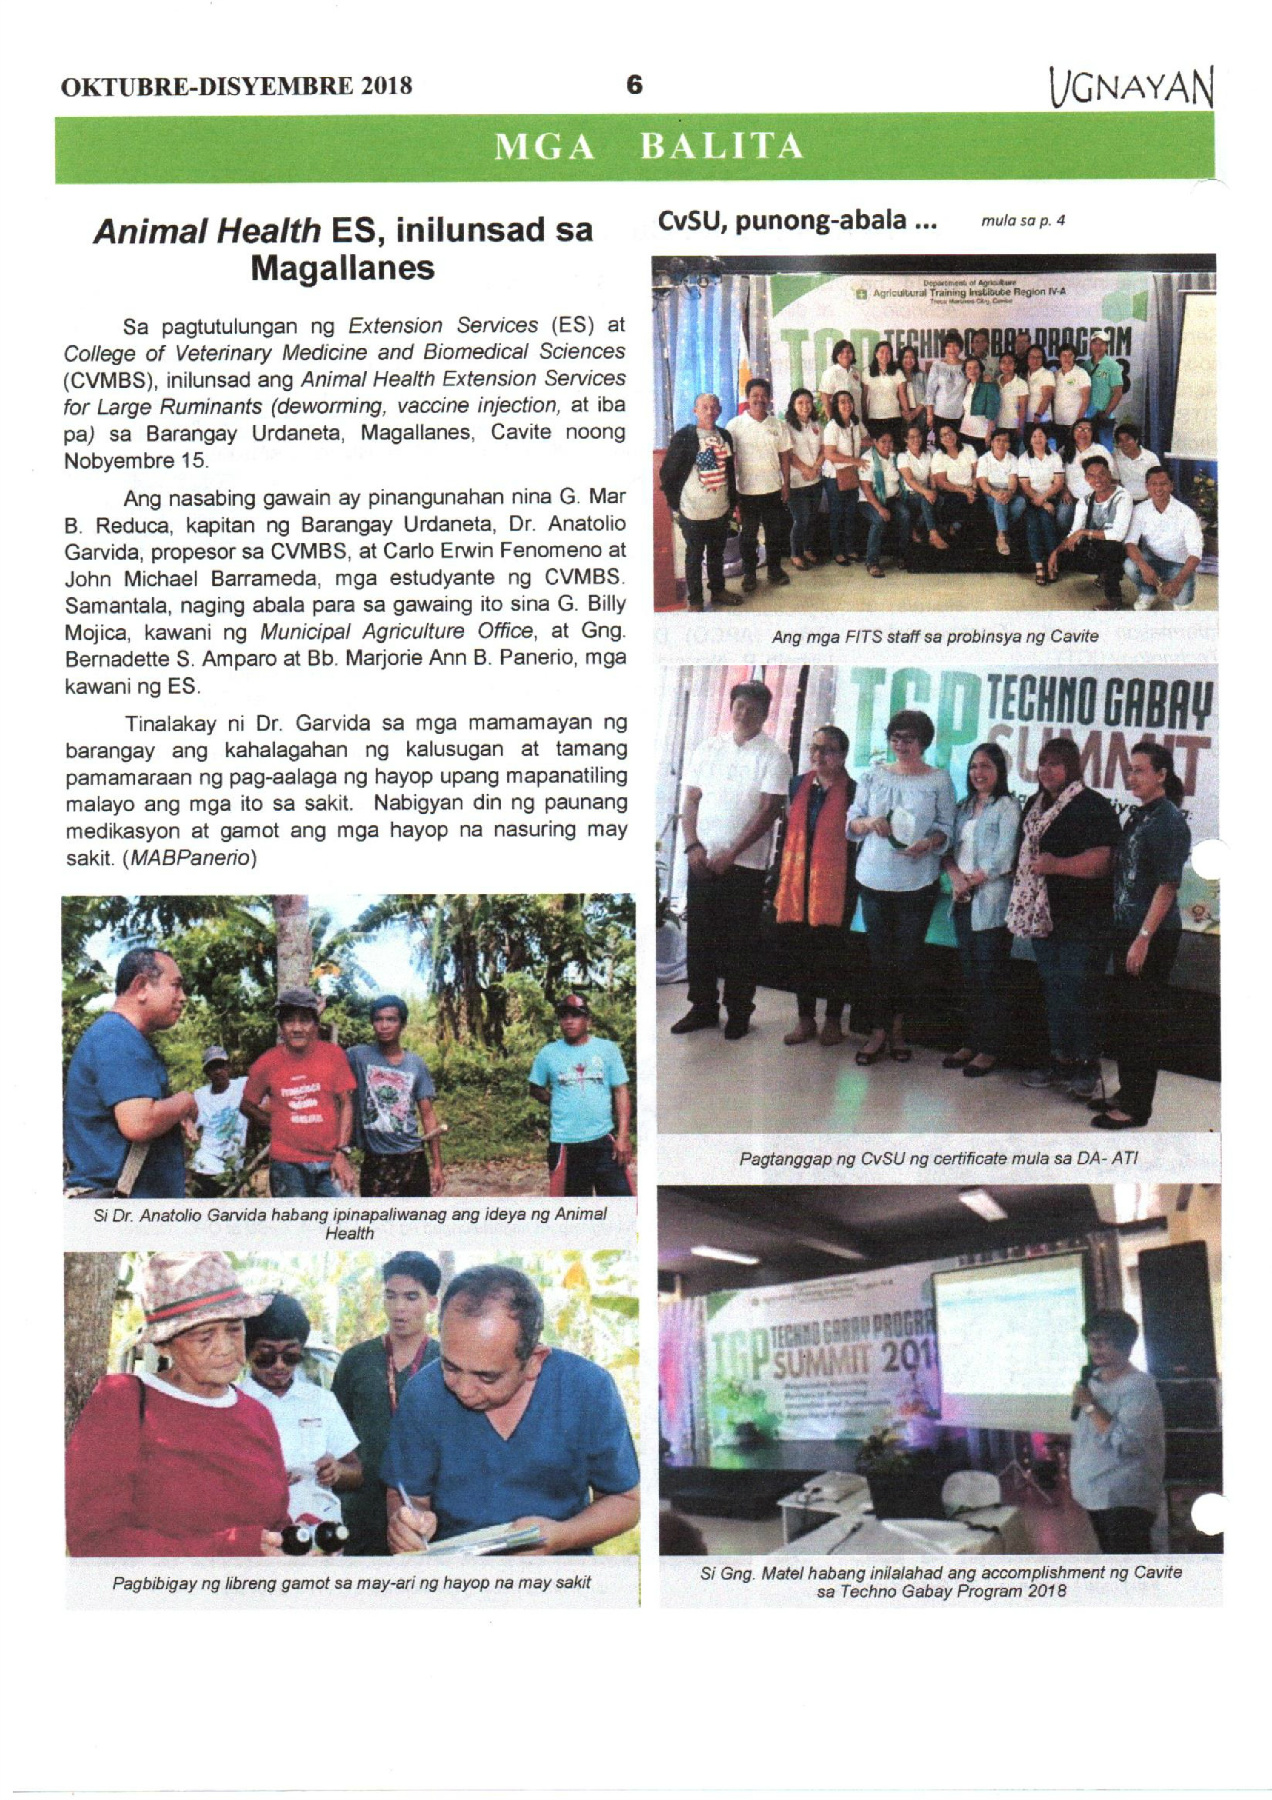 OKTUBRE-DISYEMBRE 2018
6
UGNAYAN
MGA BALITA
Animal Health ES, inilunsad sa
Magallanes
Sa pagtutulungan ng Extension Services (ES) at
College of Veterinary Medicine and Biomedical Sciences
(CVMBS), inilunsad ang Animal Health Extension Services
for Large Ruminants (deworming, vaccine injection, at iba
pa) sa Barangay Urdaneta, Magallanes, Cavite noong
Nobyembre 15.
Ang nasabing gawain ay pinangunahan nina G. Mar
B. Reduca, kapitan ng Barangay Urdaneta, Dr. Anatolio
Garvida, propesor sa CVMBS, at Carlo Erwin Fenomeno at
John Michael Barrameda, mga estudyante ng CVMBS.
Samantala, naging abala para sa gawaing ito sina G. Billy
Mojica, kawani ng Municipal Agriculture Office, at Gng.
Bernadette S. Amparo at Bb. Marjorie Ann B. Panerio, mga
kawani ng ES.
Tinalakay ni Dr. Garvida sa mga mamamayan ng
barangay ang kahalagahan ng kalusugan at tamang
pamamaraan ng pag-aalaga ng hayop upang mapanatiling
malayo ang mga ito sa sakit. Nabigyan din ng paunang
medikasyon at gamot ang mga hayop na nasuring may
sakit. (MABPanerio)
Si Dr. Anatolio Garvida habang ipinapaliwanag ang ideya ng Animal
Health
Pagbibigay ng libreng gamot sa may-ari ng hayop na may sakit
CvSU, punong-abala ... mula sa p. 4
Department of Agriculture
Agricultural Training Institute Region IV-A
Trece Martires City, Cavite
TGP TECHNO GABAY PROGRAM
Ang mga FITS staff sa probinsya ng Cavite
TGP TECHNO GABAY
SUMMIT
Pagtanggap ng CvSU ng certificate mula sa DA- ATI
TGP TECHNO GABAY PROGRA
SUMMIT 201
Si Gng. Matel habang inilalahad ang accomplishment ng Cavite
sa Techno Gabay Program 2018